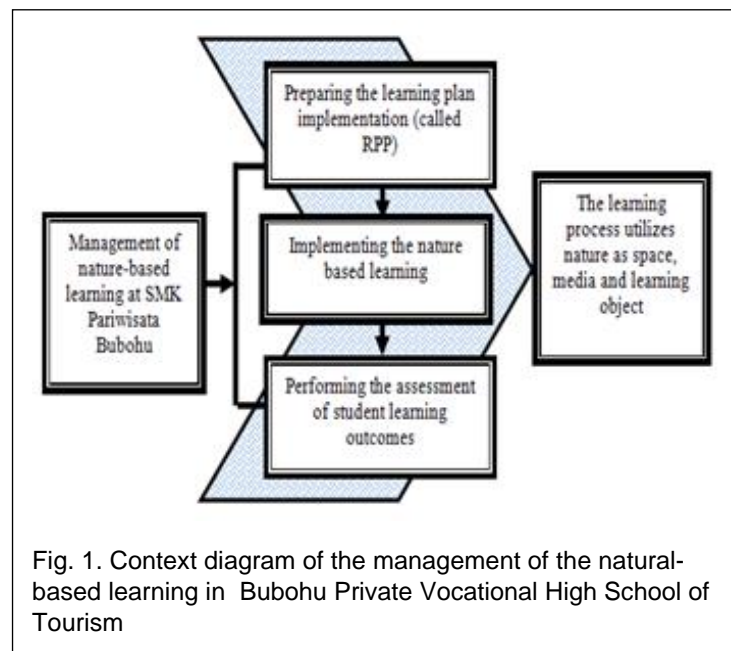 Preparing the learning plan
implementation (called
RPP)
Management of
nature-based
learning at SMK
Pariwisata
Bubohu
Implementing the nature
based learning
Performing the assessment
of student learning
outcomes
The learning
process utilizes
nature as space,
media and learning
object
Fig. 1. Context diagram of the management of the natural-
based learning in Bubohu Private Vocational High School of
Tourism